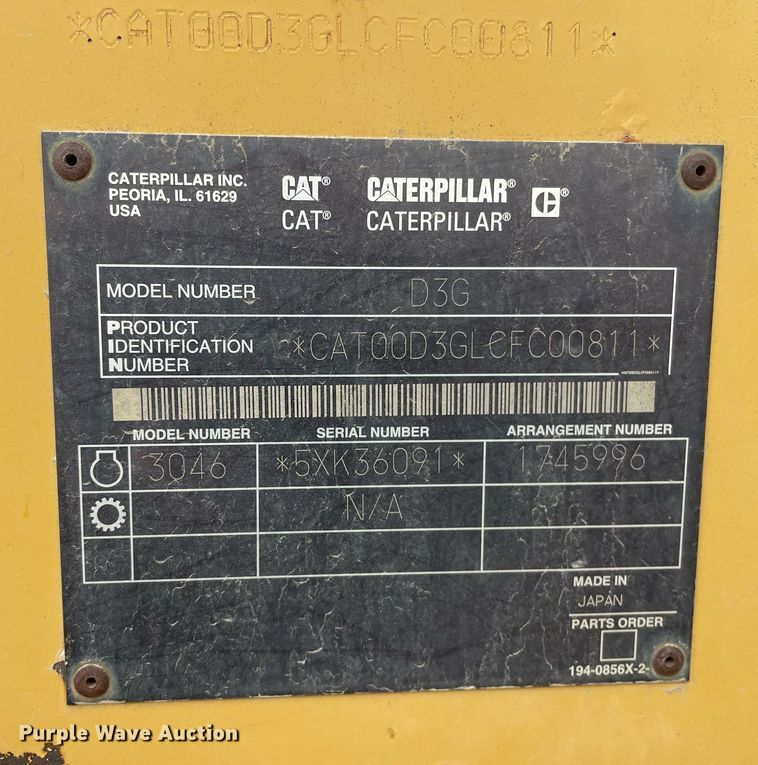 *CAT00D3GLCFC00811*
CATERPILLAR INC.
PEORIA, IL. 61629
USA
CAT® CATERPILLAR® C®
CAT® CATERPILLAR®
MODEL NUMBER D3G
PRODUCT
IDENTIFICATION
NUMBER
*CAT00D3GLCFC00811*
*CAT00D3GLCFC00811*
MODEL NUMBER SERIAL NUMBER ARRANGEMENT NUMBER
3046 *5XK36091* 1745996
N/A
MADE IN
JAPAN
PARTS ORDER
194-0856X-2-
Purple Wave Auction